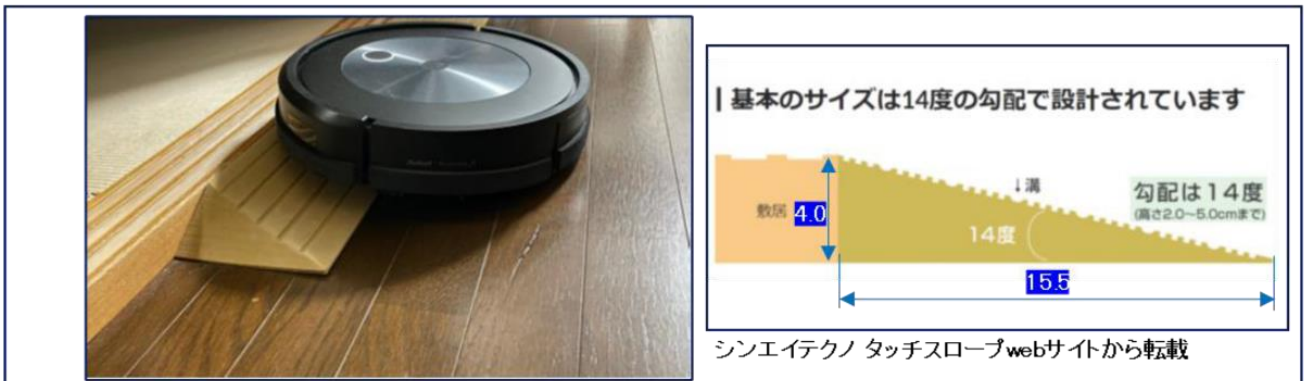 基本のサイズは14度の勾配で設計されています
↓溝
勾配は14度
(高さ2.0~5.0cmまで)
敷居
4.0
14度
15.5
シンエイテクノ タッチスロープwebサイトから転載